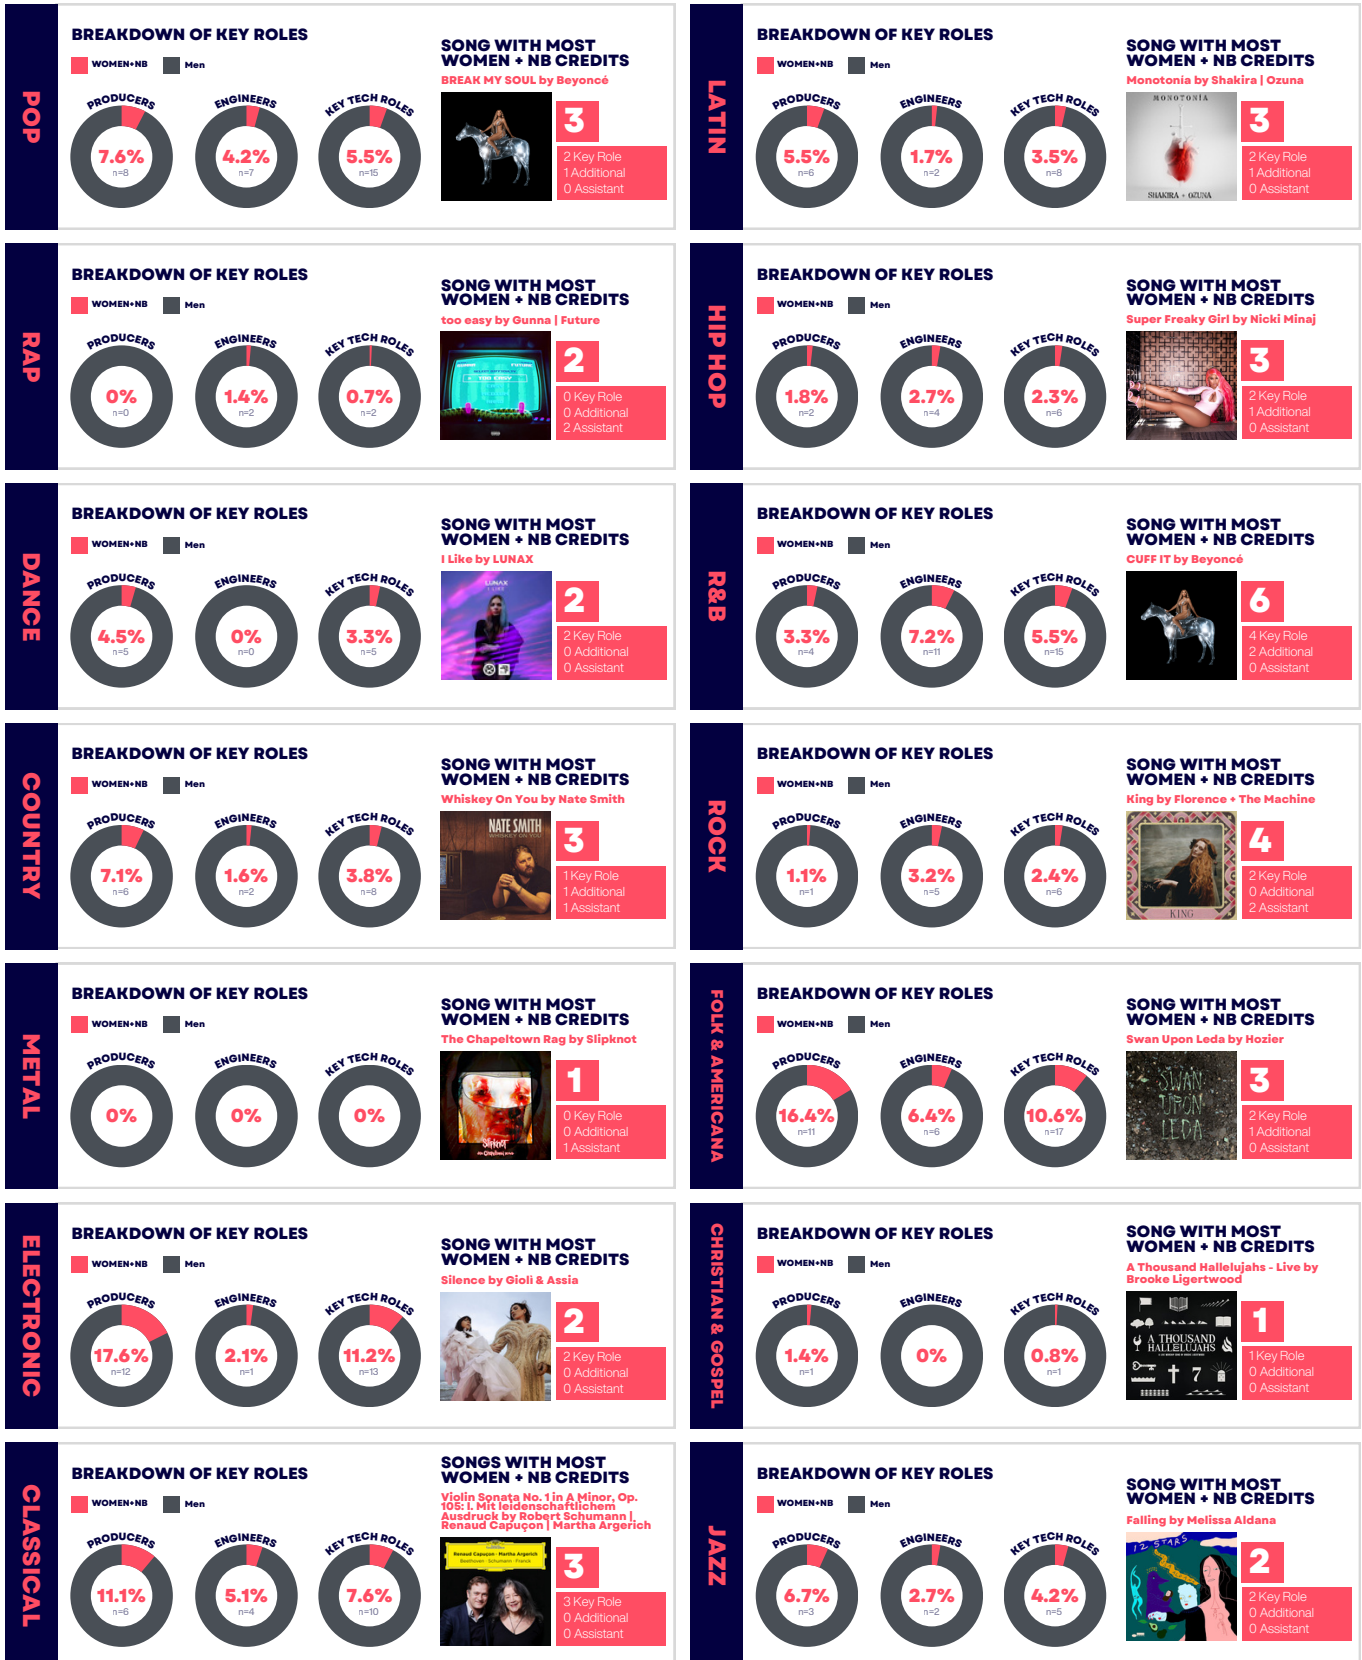 POP
BREAKDOWN OF KEY ROLES
WOMEN+NB Men
PRODUCERS ENGINEERS KEY TECH ROLES
7.6% 4.2% 5.5%
n=8 n=7 n=15
SONG WITH MOST
WOMEN + NB CREDITS
BREAK MY SOUL by Beyoncé
3
2 Key Role
1 Additional
0 Assistant
LATIN
BREAKDOWN OF KEY ROLES
WOMEN+NB Men
PRODUCERS ENGINEERS KEY TECH ROLES
5.5% 1.7% 3.5%
n=6 n=2 n=8
SONG WITH MOST
WOMEN + NB CREDITS
Monotonía by Shakira | Ozuna
MONOTONÍA
SHAKIRA + OZUNA
3
2 Key Role
1 Additional
0 Assistant
RAP
BREAKDOWN OF KEY ROLES
WOMEN+NB Men
PRODUCERS ENGINEERS KEY TECH ROLES
0% 1.4% 0.7%
n=0 n=2 n=2
SONG WITH MOST
WOMEN + NB CREDITS
too easy by Gunna | Future
2
0 Key Role
0 Additional
2 Assistant
HIP HOP
BREAKDOWN OF KEY ROLES
WOMEN+NB Men
PRODUCERS ENGINEERS KEY TECH ROLES
1.8% 2.7% 2.3%
n=2 n=4 n=6
SONG WITH MOST
WOMEN + NB CREDITS
Super Freaky Girl by Nicki Minaj
3
2 Key Role
1 Additional
0 Assistant
DANCE
BREAKDOWN OF KEY ROLES
WOMEN+NB Men
PRODUCERS ENGINEERS KEY TECH ROLES
4.5% 0% 3.3%
n=5 n=0 n=5
SONG WITH MOST
WOMEN + NB CREDITS
I Like by LUNAX
LUNAX
I LIKE
2
2 Key Role
0 Additional
0 Assistant
R&B
BREAKDOWN OF KEY ROLES
WOMEN+NB Men
PRODUCERS ENGINEERS KEY TECH ROLES
3.3% 7.2% 5.5%
n=4 n=11 n=15
SONG WITH MOST
WOMEN + NB CREDITS
CUFF IT by Beyoncé
6
4 Key Role
2 Additional
0 Assistant
COUNTRY
BREAKDOWN OF KEY ROLES
WOMEN+NB Men
PRODUCERS ENGINEERS KEY TECH ROLES
7.1% 1.6% 3.8%
n=6 n=2 n=8
SONG WITH MOST
WOMEN + NB CREDITS
Whiskey On You by Nate Smith
NATE SMITH
WHISKEY ON YOU
3
1 Key Role
1 Additional
1 Assistant
ROCK
BREAKDOWN OF KEY ROLES
WOMEN+NB Men
PRODUCERS ENGINEERS KEY TECH ROLES
1.1% 3.2% 2.4%
n=1 n=5 n=6
SONG WITH MOST
WOMEN + NB CREDITS
King by Florence + The Machine
KING
4
2 Key Role
0 Additional
2 Assistant
METAL
BREAKDOWN OF KEY ROLES
WOMEN+NB Men
PRODUCERS ENGINEERS KEY TECH ROLES
0% 0% 0%
SONG WITH MOST
WOMEN + NB CREDITS
The Chapeltown Rag by Slipknot
Slipknot
1
0 Key Role
0 Additional
1 Assistant
FOLK & AMERICANA
BREAKDOWN OF KEY ROLES
WOMEN+NB Men
PRODUCERS ENGINEERS KEY TECH ROLES
16.4% 6.4% 10.6%
n=11 n=6 n=17
SONG WITH MOST
WOMEN + NB CREDITS
Swan Upon Leda by Hozier
SWAN
UPON
LEDA
3
2 Key Role
1 Additional
0 Assistant
ELECTRONIC
BREAKDOWN OF KEY ROLES
WOMEN+NB Men
PRODUCERS ENGINEERS KEY TECH ROLES
17.6% 2.1% 11.2%
n=12 n=1 n=13
SONG WITH MOST
WOMEN + NB CREDITS
Silence by Giolì & Assia
2
2 Key Role
0 Additional
0 Assistant
CHRISTIAN & GOSPEL
BREAKDOWN OF KEY ROLES
WOMEN+NB Men
PRODUCERS ENGINEERS KEY TECH ROLES
1.4% 0% 0.8%
n=1 n=1
SONG WITH MOST
WOMEN + NB CREDITS
A Thousand Hallelujahs - Live by
Brooke Ligertwood
A THOUSAND
HALLELUJAHS
7
1
1 Key Role
0 Additional
0 Assistant
CLASSICAL
BREAKDOWN OF KEY ROLES
WOMEN+NB Men
PRODUCERS ENGINEERS KEY TECH ROLES
11.1% 5.1% 7.6%
n=6 n=4 n=10
SONGS WITH MOST
WOMEN + NB CREDITS
Violin Sonata No. 1 in A Minor, Op.
105: I. Mit leidenschaftlichem
Ausdruck by Robert Schumann |
Renaud Capuçon | Martha Argerich
Renaud Capuçon · Martha Argerich
Beethoven · Schumann · Franck
3
3 Key Role
0 Additional
0 Assistant
JAZZ
BREAKDOWN OF KEY ROLES
WOMEN+NB Men
PRODUCERS ENGINEERS KEY TECH ROLES
6.7% 2.7% 4.2%
n=3 n=2 n=5
SONG WITH MOST
WOMEN + NB CREDITS
Falling by Melissa Aldana
12 STARS
2
2 Key Role
0 Additional
0 Assistant